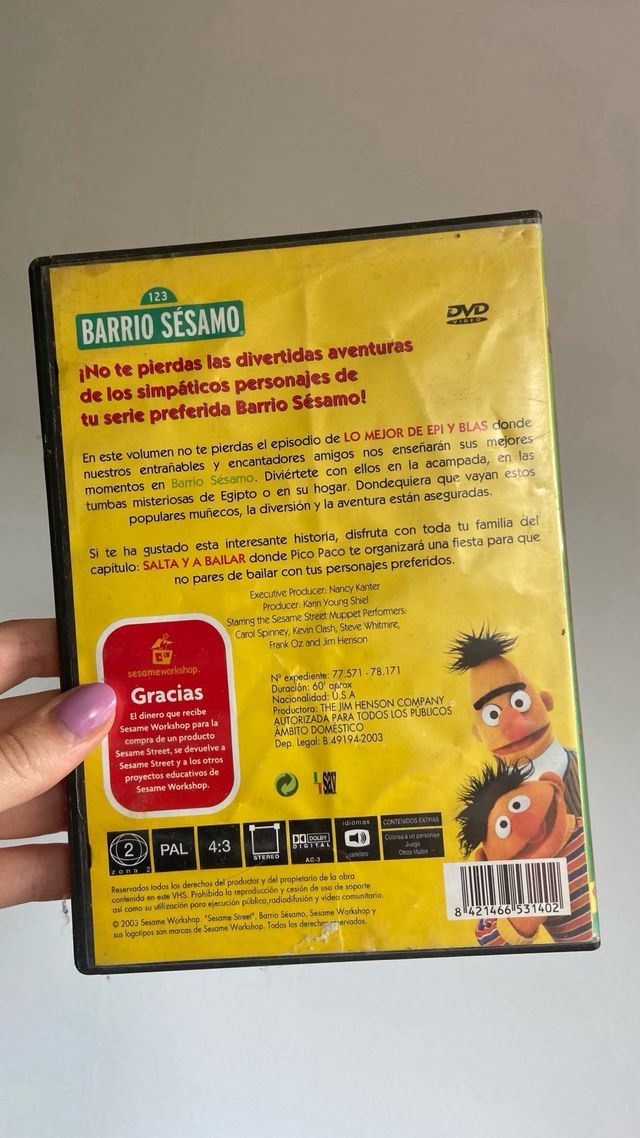 123
BARRIO SÉSAMO
DVD
VIDEO
¡No te pierdas las divertidas aventuras
de los simpáticos personajes de
tu serie preferida Barrio Sésamo!
En este volumen no te pierdas el episodio de LO MEJOR DE EPI Y BLAS donde
nuestros entrañables y encantadores amigos nos enseñarán sus mejores
momentos en Barrio Sésamo. Diviértete con ellos en la acampada, en las
tumbas misteriosas de Egipto o en su hogar. Dondequiera que vayan estos
populares muñecos, la diversión y la aventura están aseguradas.
Si te ha gustado esta interesante historia, disfruta con toda tu familia del
capítulo: SALTA Y A BAILAR donde Pico Paco te organizará una fiesta para que
no pares de bailar con tus personajes preferidos.
Executive Producer: Nancy Kanter
Producer: Karin Young Shiel
Starring the Sesame Street Muppet Performers:
Carol Spinney, Kevin Clash, Steve Whitmire,
Frank Oz and Jim Henson
sesameworkshop.
Gracias
El dinero que recibe
Sesame Workshop para la
compra de un producto
Sesame Street, se devuelve a
Sesame Street y a los otros
proyectos educativos de
Sesame Workshop.
Nº expediente: 77.571 - 78.171
Duración: 60' aprox
Nacionalidad: U.S.A
Productora: THE JIM HENSON COMPANY
AUTORIZADA PARA TODOS LOS PÚBLICOS
ÁMBITO DOMÉSTICO
Dep. Legal: B.49194-2003
2
zona 2
PAL
4:3
STEREO
DOLBY
DIGITAL
AC-3
idiomas
castellano
CONTENIDOS EXTRAS
Colorea a un personaje
Juego
Otros títulos
Reservados todos los derechos del productor y del propietario de la obra
contenida en este VHS. Prohibida la reproducción y cesión de uso de soporte
así como su utilización para ejecución pública,radiodifusión y video comunitario.
© 2003 Sesame Workshop. "Sesame Street", Barrio Sésamo, Sesame Workshop y
sus logotipos son marcas de Sesame Workshop. Todos los derechos reservados
8 421466 531402